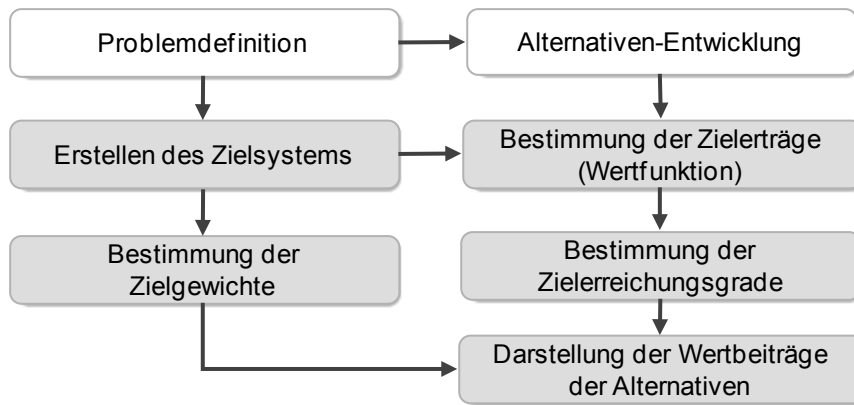 Problemdefinition
Alternativen-Entwicklung
Erstellen des Zielsystems
Bestimmung der Zielerträge
(Wertfunktion)
Bestimmung der
Zielgewichte
Bestimmung der
Zielerreichungsgrade
Darstellung der Wertbeiträge
der Alternativen